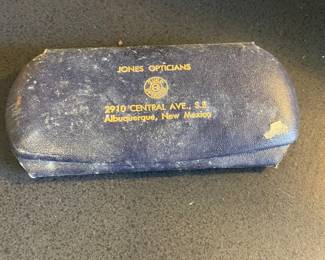 JONES OPTICIANS
2910 CENTRAL AVE., S.E.
Albuquerque, New Mexico